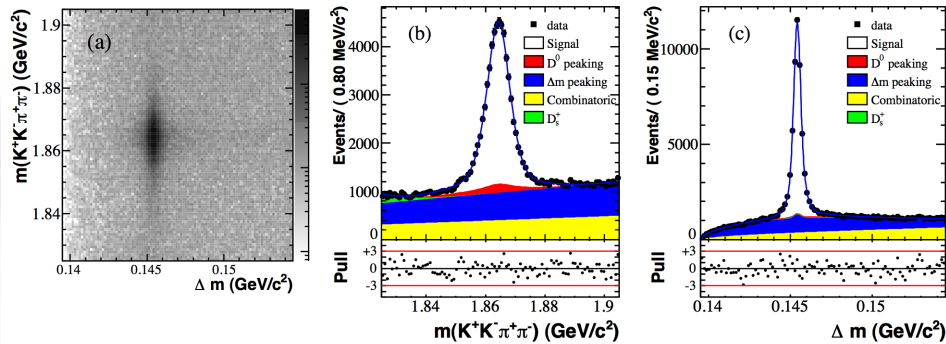 m(K⁺K⁻π⁺π⁻) (GeV/c²)
1.9
1.88
1.86
1.84
(a)
0.14
0.145
0.15
Δ m (GeV/c²)
Events/ ( 0.80 MeV/c²)
4000
3000
2000
1000
0
(b)
data
Signal
D⁰ peaking
Δm peaking
Combinatoric
Dₛ⁺
Pull
+3
0
-3
1.84
1.86
1.88
1.9
m(K⁺K⁻π⁺π⁻) (GeV/c²)
Events/ ( 0.15 MeV/c²)
10000
5000
0
(c)
data
Signal
D⁰ peaking
Δm peaking
Combinatoric
Dₛ⁺
Pull
+3
0
-3
0.14
0.145
0.15
Δ m (GeV/c²)